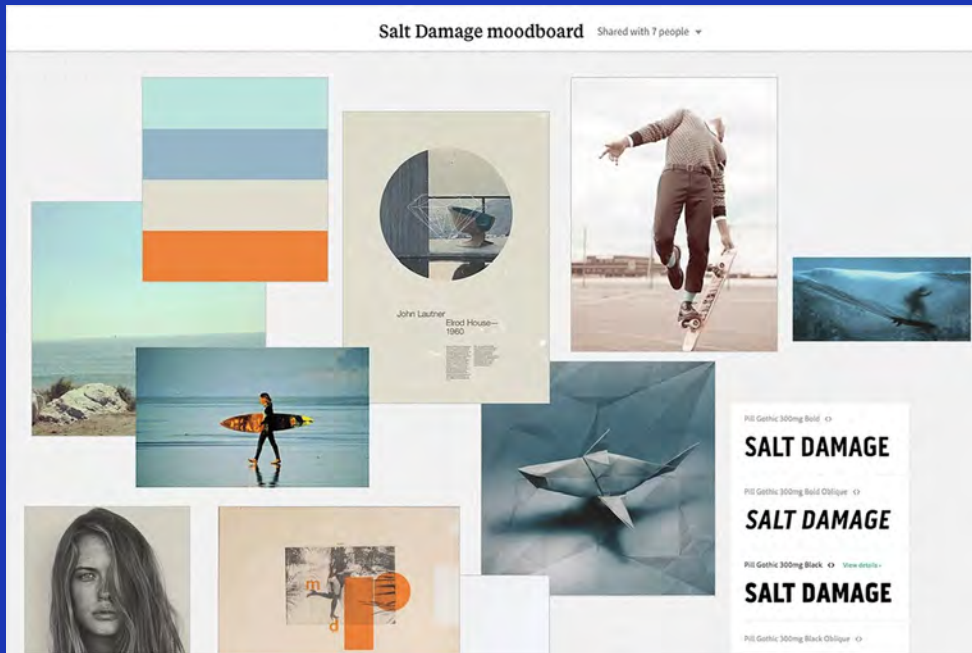 Salt Damage moodboard
Shared with 7 people
John Lautner
Elrod House—
1960
m
p
d
Pill Gothic 300mg Bold <>
SALT DAMAGE
Pill Gothic 300mg Bold Oblique <>
SALT DAMAGE
Pill Gothic 300mg Black <> View details ›
SALT DAMAGE
Pill Gothic 300mg Black Oblique <>